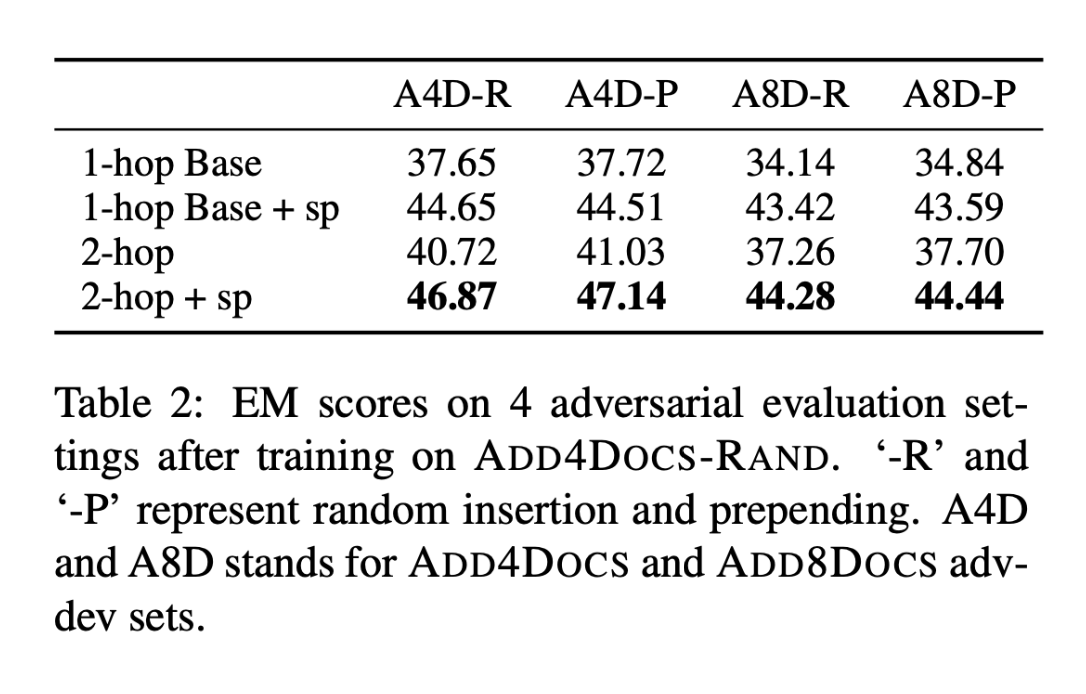 A4D-R A4D-P A8D-R A8D-P
1-hop Base 37.65 37.72 34.14 34.84
1-hop Base + sp 44.65 44.51 43.42 43.59
2-hop 40.72 41.03 37.26 37.70
2-hop + sp 46.87 47.14 44.28 44.44
Table 2: EM scores on 4 adversarial evaluation set-
tings after training on ADD4DOCS-RAND. ‘-R’ and
‘-P’ represent random insertion and prepending. A4D
and A8D stands for ADD4DOCS and ADD8DOCS adv-
dev sets.